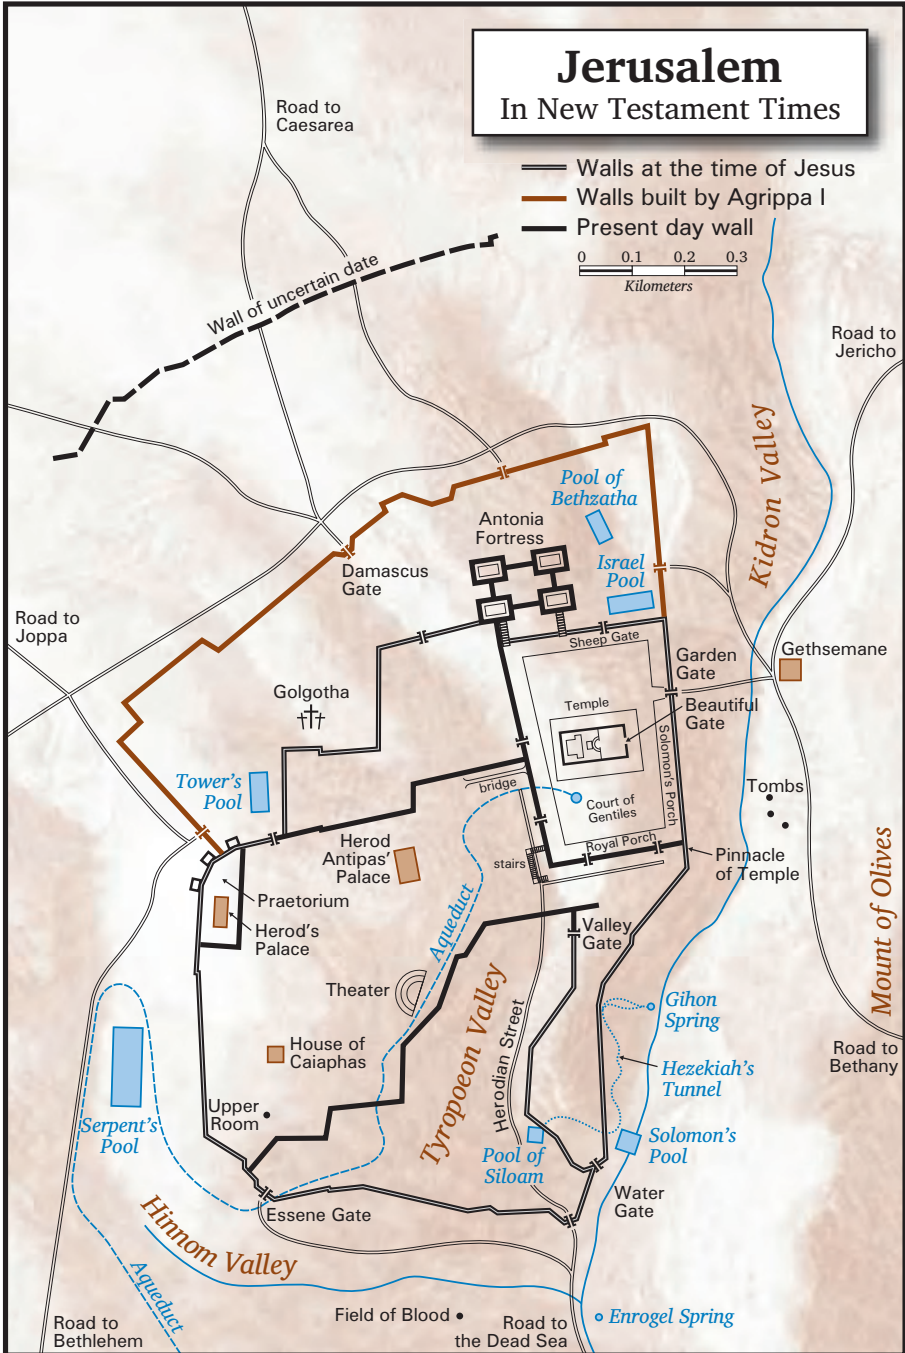 Jerusalem
In New Testament Times
Walls at the time of Jesus
Walls built by Agrippa I
Present day wall
0 0.1 0.2 0.3
Kilometers
Road to
Caesarea
Wall of uncertain date
Road to
Jericho
Kidron Valley
Pool of
Bethzatha
Antonia
Fortress
Israel
Pool
Damascus
Gate
Road to
Joppa
Sheep Gate
Garden
Gate
Gethsemane
Golgotha
Temple
Beautiful
Gate
Solomon's Porch
Tower's
Pool
bridge
Court of
Gentiles
Tombs
Herod
Antipas'
Palace
Royal Porch
stairs
Pinnacle
of Temple
Mount of Olives
Praetorium
Herod's
Palace
Aqueduct
Valley
Gate
Theater
Tyropoeon Valley
Herodian Street
Gihon
Spring
House of
Caiaphas
Road to
Bethany
Hezekiah's
Tunnel
Upper
Room
Serpent's
Pool
Pool of
Siloam
Solomon's
Pool
Water
Gate
Essene Gate
Hinnom Valley
Aqueduct
Field of Blood
Enrogel Spring
Road to
Bethlehem
Road to
the Dead Sea